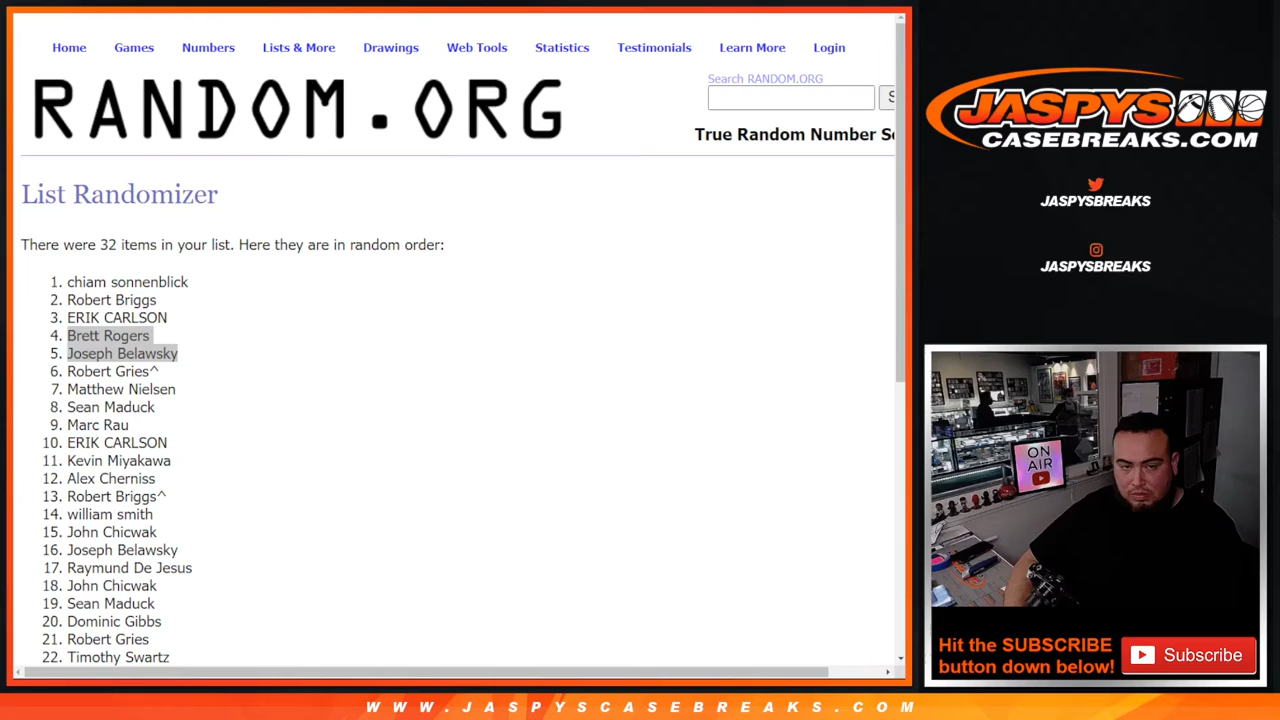 Home Games Numbers Lists & More Drawings Web Tools Statistics Testimonials Learn More Login
RANDOM.ORG
Search RANDOM.ORG
S
True Random Number Se
List Randomizer
There were 32 items in your list. Here they are in random order:
1. chiam sonnenblick
2. Robert Briggs
3. ERIK CARLSON
4. Brett Rogers
5. Joseph Belawsky
6. Robert Gries^
7. Matthew Nielsen
8. Sean Maduck
9. Marc Rau
10. ERIK CARLSON
11. Kevin Miyakawa
12. Alex Cherniss
13. Robert Briggs^
14. william smith
15. John Chicwak
16. Joseph Belawsky
17. Raymund De Jesus
18. John Chicwak
19. Sean Maduck
20. Dominic Gibbs
21. Robert Gries
22. Timothy Swartz
JASPYS
CASEBREAKS.COM
JASPYSBREAKS
JASPYSBREAKS
ON
AIR
Hit the SUBSCRIBE
button down below!
Subscribe
WWW.JASPYSCASEBREAKS.COM